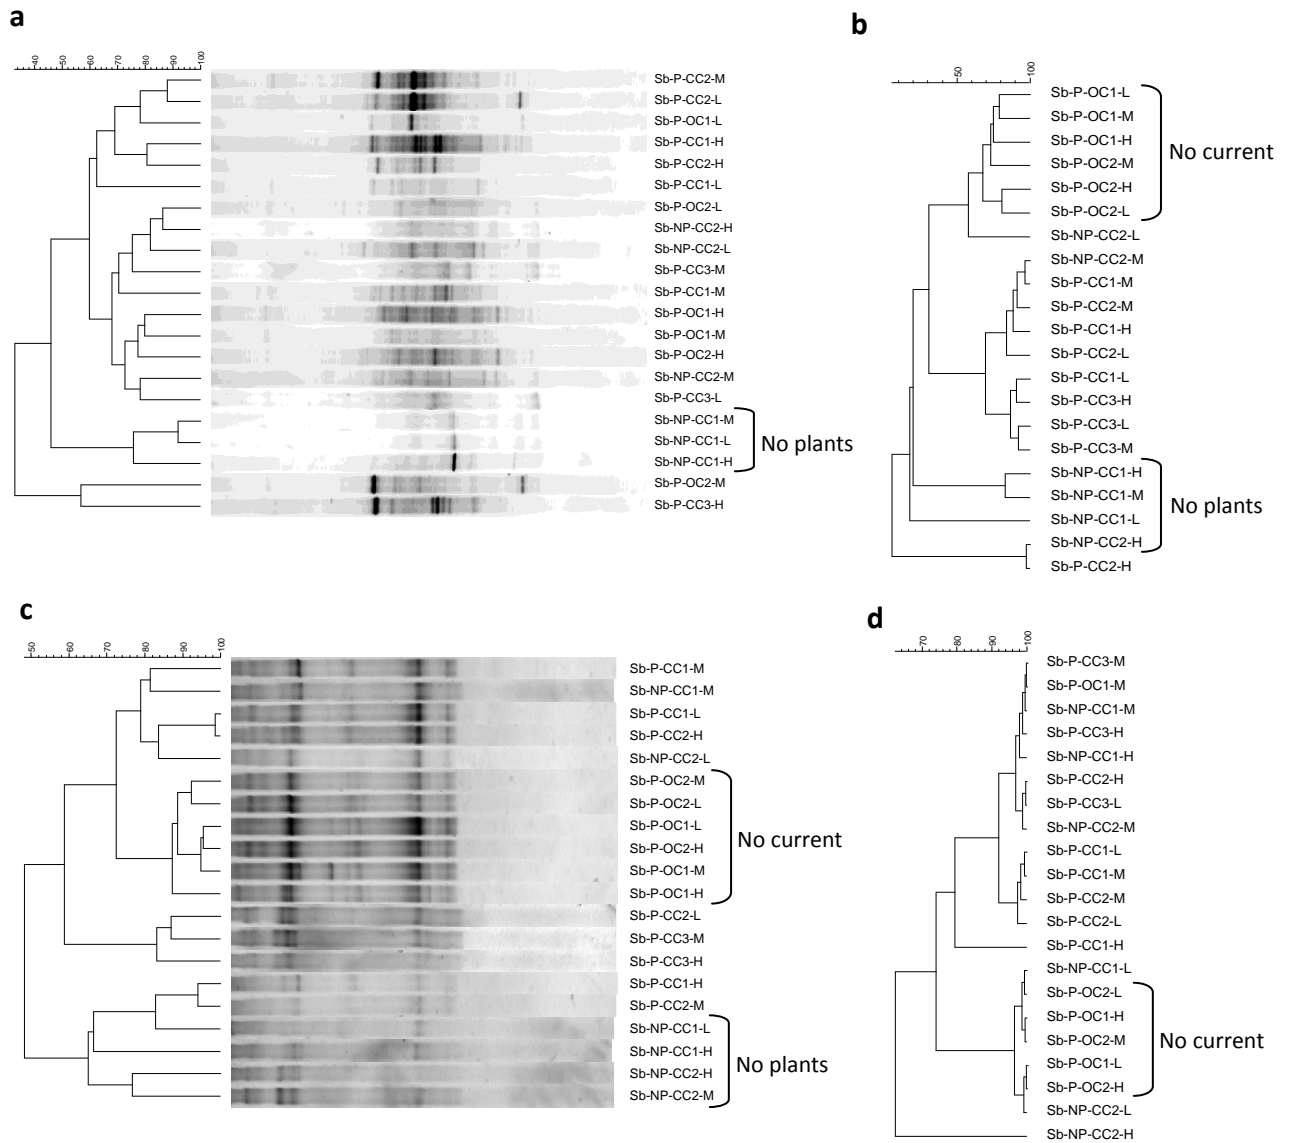 a
40 50 60 70 80 90 100
Sb-P-CC2-M
Sb-P-CC2-L
Sb-P-OC1-L
Sb-P-CC1-H
Sb-P-CC2-H
Sb-P-CC1-L
Sb-P-OC2-L
Sb-NP-CC2-H
Sb-NP-CC2-L
Sb-P-CC3-M
Sb-P-CC1-M
Sb-P-OC1-H
Sb-P-OC1-M
Sb-P-OC2-H
Sb-NP-CC2-M
Sb-P-CC3-L
Sb-NP-CC1-M
Sb-NP-CC1-L
Sb-NP-CC1-H
Sb-P-OC2-M
Sb-P-CC3-H
No plants
b
50 100
Sb-P-OC1-L
Sb-P-OC1-M
Sb-P-OC1-H
Sb-P-OC2-M
Sb-P-OC2-H
Sb-P-OC2-L
Sb-NP-CC2-L
Sb-NP-CC2-M
Sb-P-CC1-M
Sb-P-CC2-M
Sb-P-CC1-H
Sb-P-CC2-L
Sb-P-CC1-L
Sb-P-CC3-H
Sb-P-CC3-L
Sb-P-CC3-M
Sb-NP-CC1-H
Sb-NP-CC1-M
Sb-NP-CC1-L
Sb-NP-CC2-H
Sb-P-CC2-H
No current
No plants
c
50 60 70 80 90 100
Sb-P-CC1-M
Sb-NP-CC1-M
Sb-P-CC1-L
Sb-P-CC2-H
Sb-NP-CC2-L
Sb-P-OC2-M
Sb-P-OC2-L
Sb-P-OC1-L
Sb-P-OC2-H
Sb-P-OC1-M
Sb-P-OC1-H
Sb-P-CC2-L
Sb-P-CC3-M
Sb-P-CC3-H
Sb-P-CC1-H
Sb-P-CC2-M
Sb-NP-CC1-L
Sb-NP-CC1-H
Sb-NP-CC2-H
Sb-NP-CC2-M
No current
No plants
d
70 80 90 100
Sb-P-CC3-M
Sb-P-OC1-M
Sb-NP-CC1-M
Sb-P-CC3-H
Sb-NP-CC1-H
Sb-P-CC2-H
Sb-P-CC3-L
Sb-NP-CC2-M
Sb-P-CC1-L
Sb-P-CC1-M
Sb-P-CC2-M
Sb-P-CC2-L
Sb-P-CC1-H
Sb-NP-CC1-L
Sb-P-OC2-L
Sb-P-OC1-H
Sb-P-OC2-M
Sb-P-OC1-L
Sb-P-OC2-H
Sb-NP-CC2-L
Sb-NP-CC2-H
No current